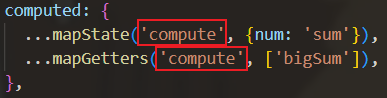 computed: {
...mapState('compute', {num: 'sum'}),
...mapGetters('compute', ['bigSum']),
},